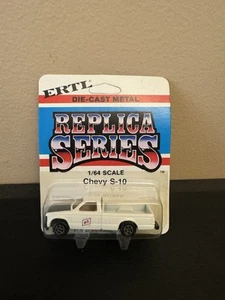 ERTL
DIE-CAST METAL
REPLICA
SERIES
1/64 SCALE
Chevy S-10